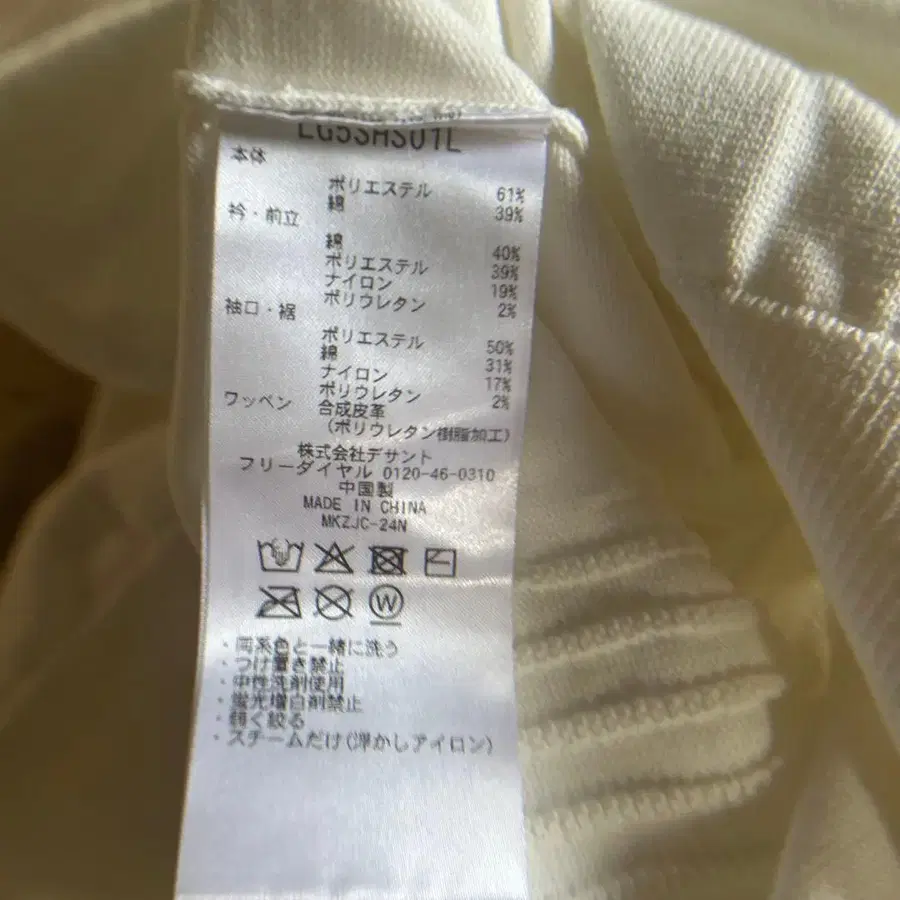 LG5SHS01L
本体
ポリエステル 61%
綿 39%
衿・前立
綿 40%
ポリエステル 39%
ナイロン 19%
ポリウレタン 2%
袖口・裾
ポリエステル 50%
綿 31%
ナイロン 17%
ポリウレタン 2%
ワッペン 合成皮革
(ポリウレタン樹脂加工)
株式会社デサント
フリーダイヤル 0120-46-0310
中国製
MADE IN CHINA
MKZJC-24N
W
・同系色と一緒に洗う
・つけ置き禁止
・中性洗剤使用
・蛍光増白剤禁止
・弱く絞る
・スチームだけ(浮かしアイロン)